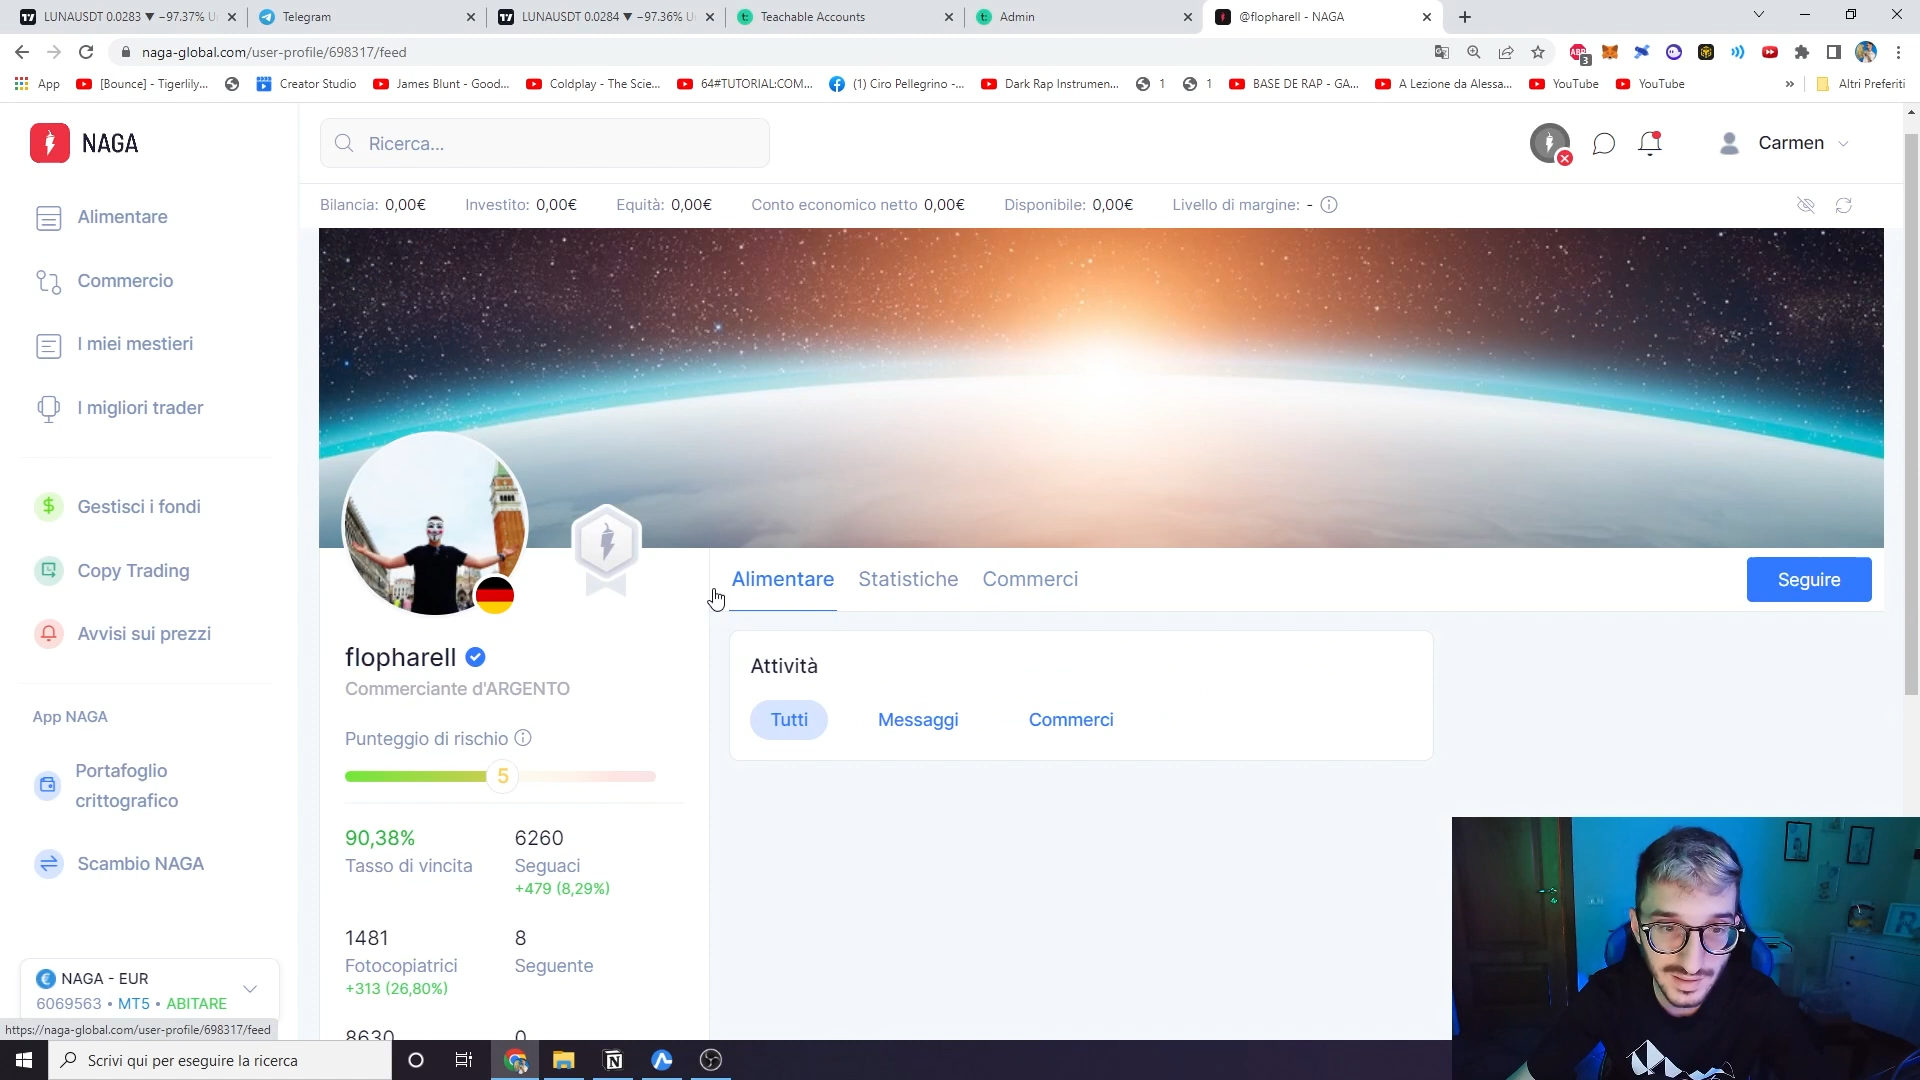 LUNAUSDT 0.0283 ▼ −97.37% U
Telegram
LUNAUSDT 0.0284 ▼ −97.36% U
Teachable Accounts
Admin
@flopharell - NAGA
naga-global.com/user-profile/698317/feed
3
App
[Bounce] - Tigerlily...
Creator Studio
James Blunt - Good...
Coldplay - The Scie...
64#TUTORIAL:COM...
(1) Ciro Pellegrino -...
Dark Rap Instrumen...
1
1
BASE DE RAP - GA...
A Lezione da Alessa...
YouTube
YouTube
»
Altri Preferiti
NAGA
Ricerca...
Carmen
Bilancia: 0,00€
Investito: 0,00€
Equità: 0,00€
Conto economico netto 0,00€
Disponibile: 0,00€
Livello di margine: -
Alimentare
Commercio
I miei mestieri
I migliori trader
Gestisci i fondi
Copy Trading
Avvisi sui prezzi
App NAGA
Portafoglio
crittografico
Scambio NAGA
NAGA - EUR
6069563 • MT5 • ABITARE
https://naga-global.com/user-profile/698317/feed
flopharell
Commerciante d'ARGENTO
Punteggio di rischio
5
90,38%
Tasso di vincita
6260
Seguaci
+479 (8,29%)
1481
Fotocopiatrici
+313 (26,80%)
8
Seguente
8630
0
Alimentare
Statistiche
Commerci
Seguire
Attività
Tutti
Messaggi
Commerci
Scrivi qui per eseguire la ricerca